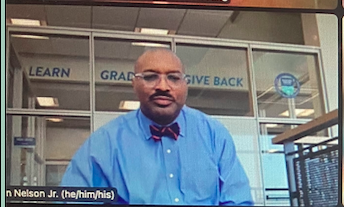 LEARN GRAD GIVE BACK
n Nelson Jr. (he/him/his)